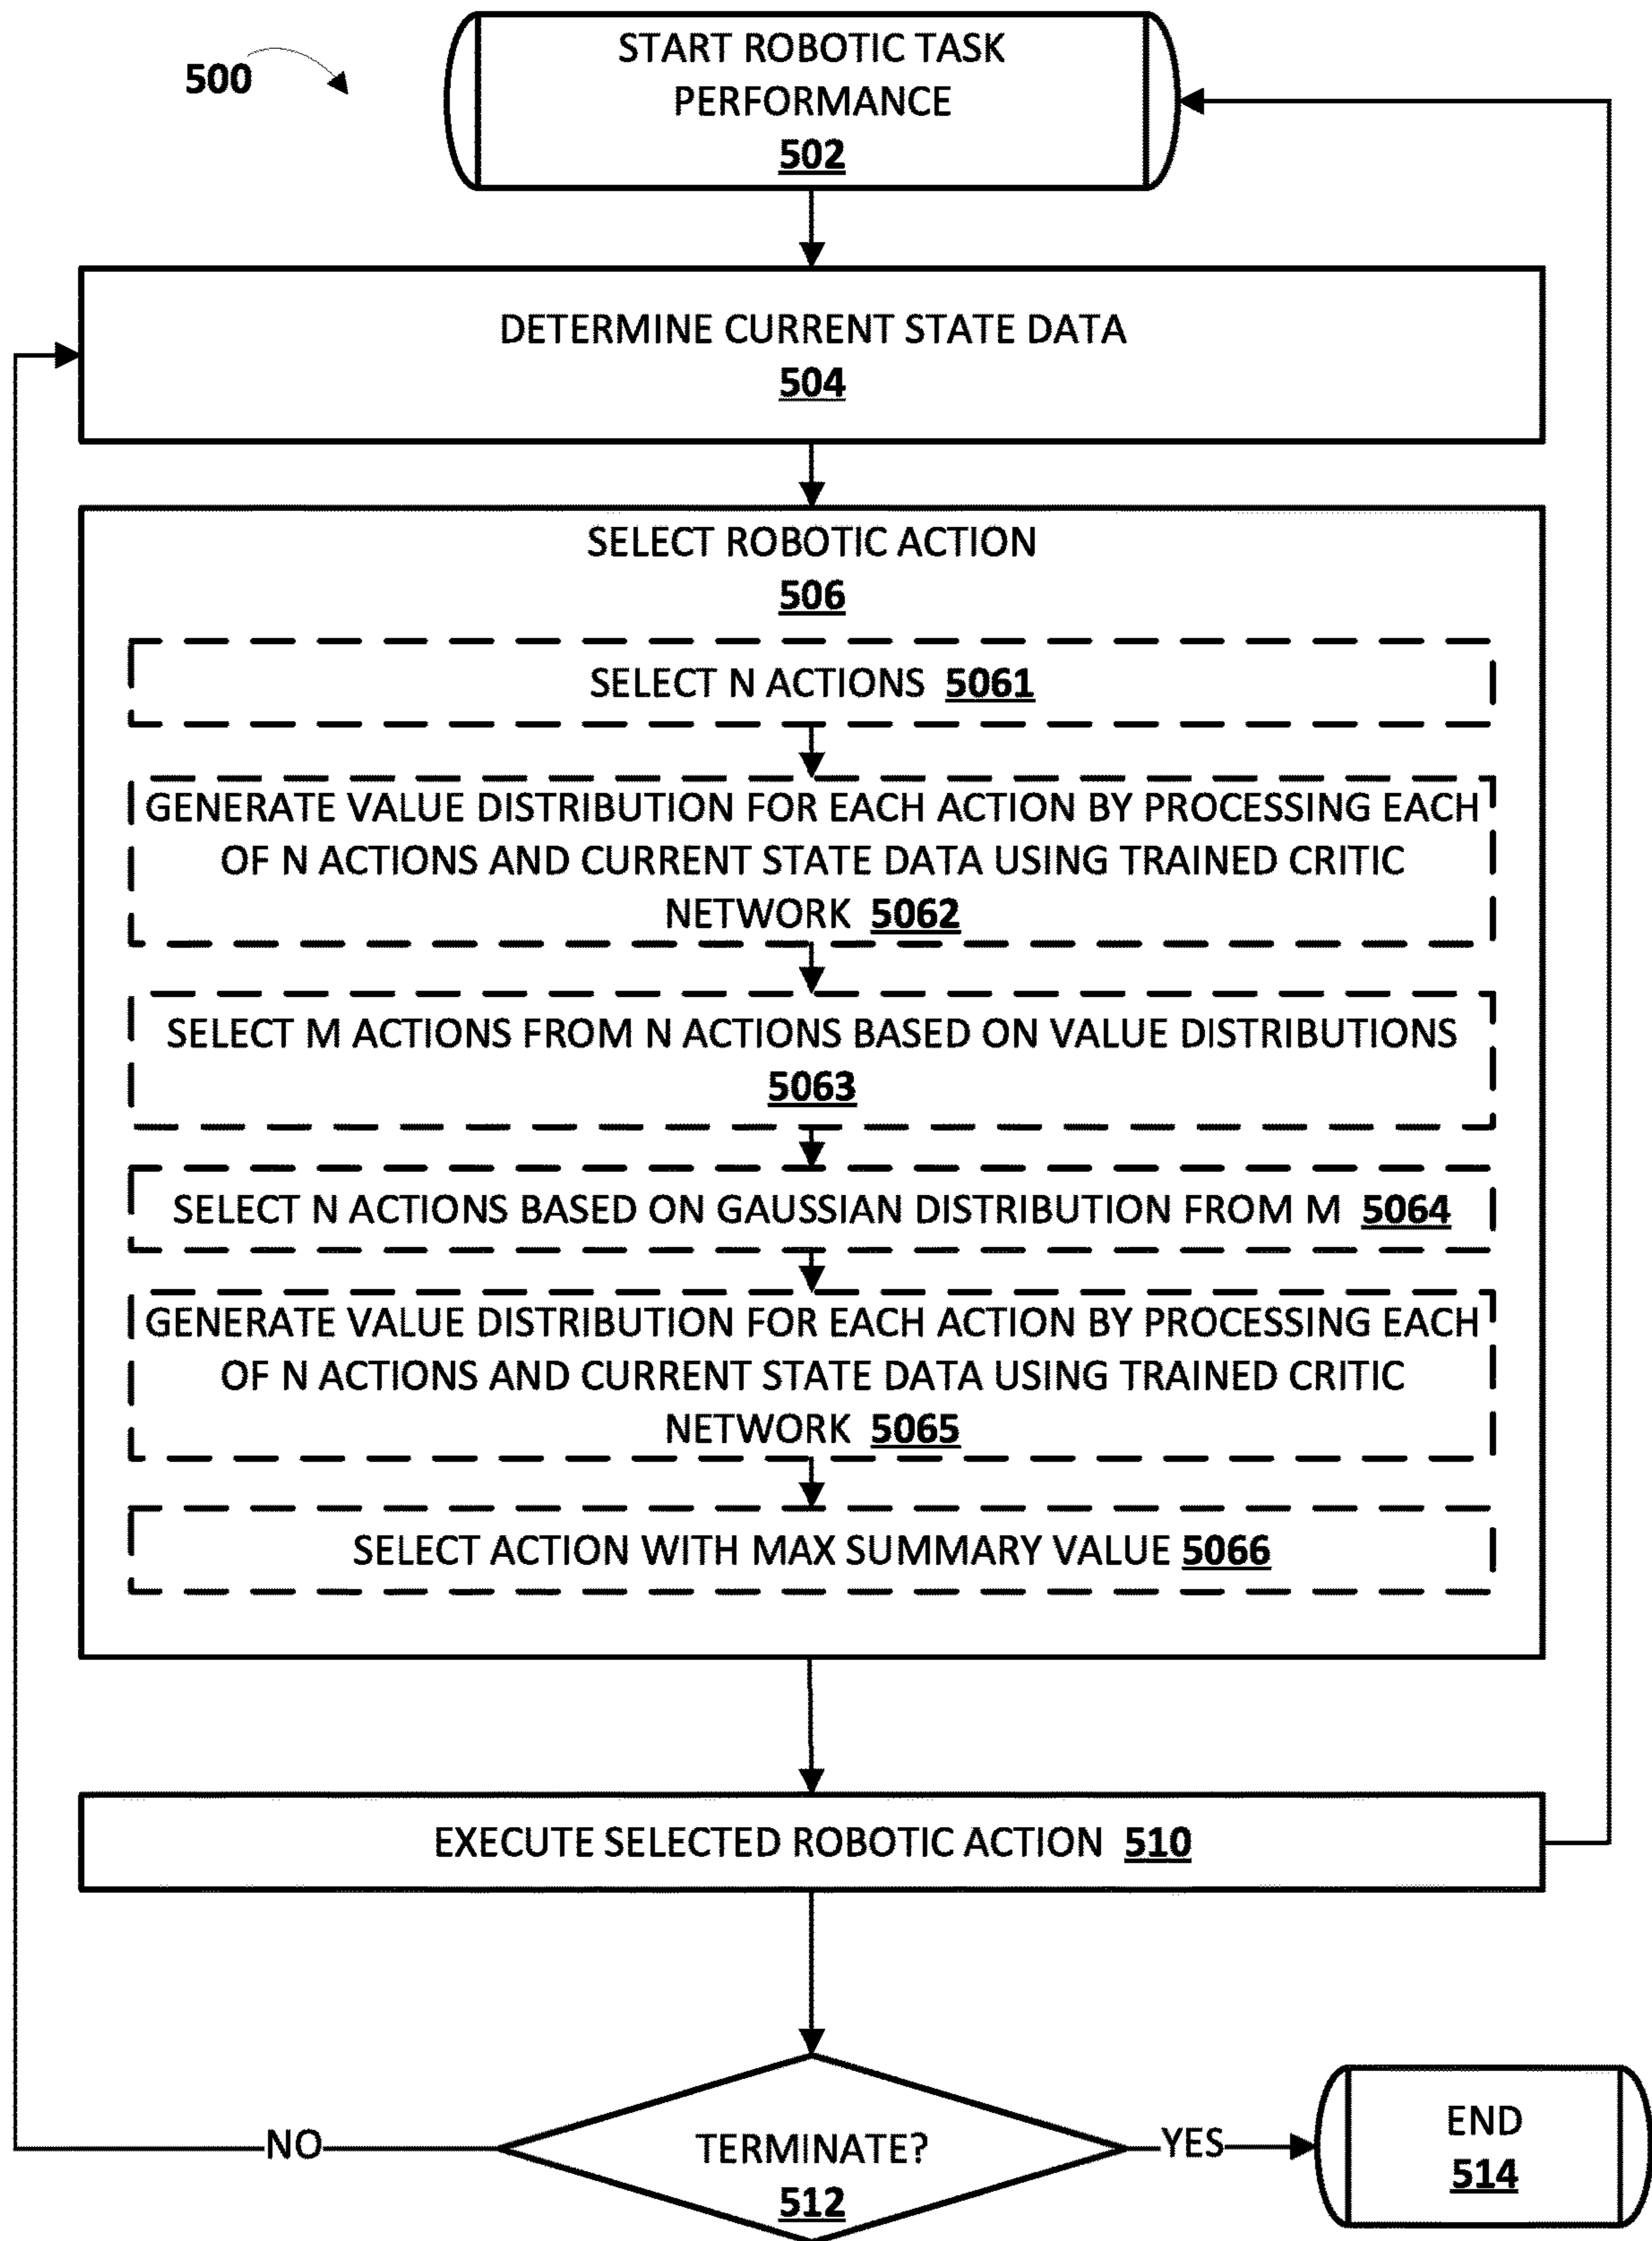 500
START ROBOTIC TASK
PERFORMANCE
502
DETERMINE CURRENT STATE DATA
504
SELECT ROBOTIC ACTION
506
SELECT N ACTIONS 5061
GENERATE VALUE DISTRIBUTION FOR EACH ACTION BY PROCESSING EACH
OF N ACTIONS AND CURRENT STATE DATA USING TRAINED CRITIC
NETWORK 5062
SELECT M ACTIONS FROM N ACTIONS BASED ON VALUE DISTRIBUTIONS
5063
SELECT N ACTIONS BASED ON GAUSSIAN DISTRIBUTION FROM M 5064
GENERATE VALUE DISTRIBUTION FOR EACH ACTION BY PROCESSING EACH
OF N ACTIONS AND CURRENT STATE DATA USING TRAINED CRITIC
NETWORK 5065
SELECT ACTION WITH MAX SUMMARY VALUE 5066
EXECUTE SELECTED ROBOTIC ACTION 510
NO
TERMINATE?
512
YES
END
514